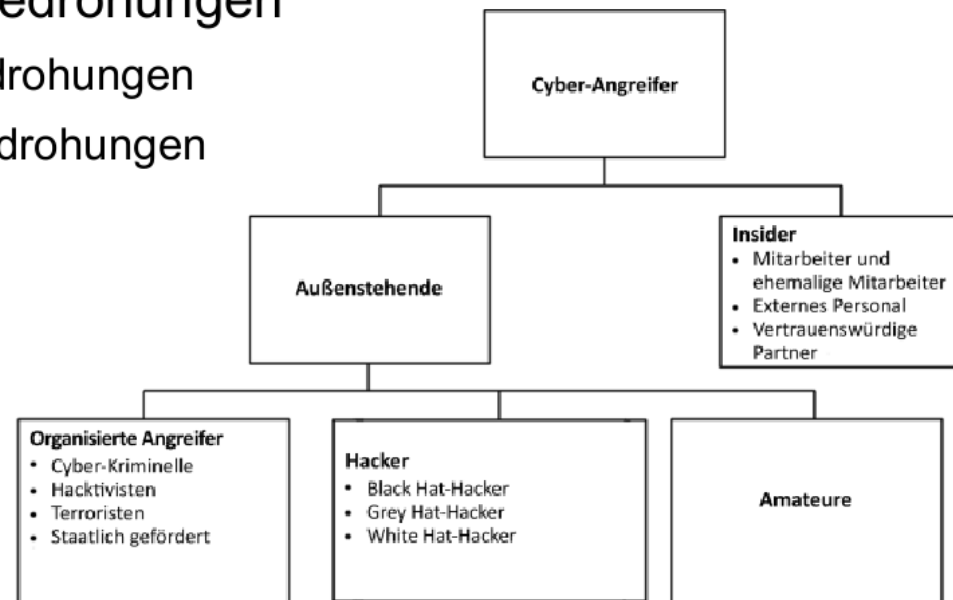 edrohungen
drohungen
drohungen
Cyber-Angreifer
Außenstehende
Insider
• Mitarbeiter und
ehemalige Mitarbeiter
• Externes Personal
• Vertrauenswürdige
Partner
Organisierte Angreifer
• Cyber-Kriminelle
• Hacktivisten
• Terroristen
• Staatlich gefördert
Hacker
• Black Hat-Hacker
• Grey Hat-Hacker
• White Hat-Hacker
Amateure